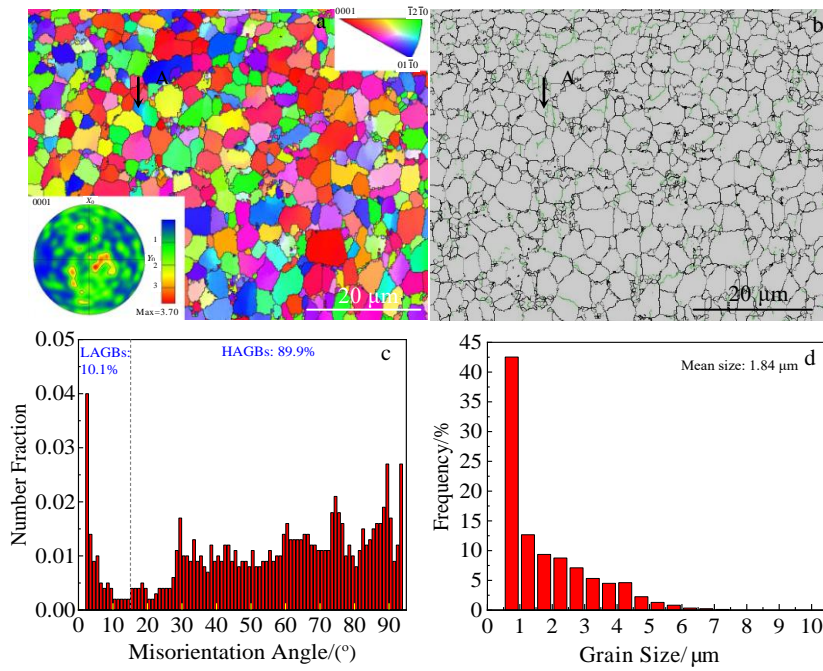 a
0001
1̄21̄0
011̄0
A
0001
X₀
Y₀
1
2
3
Max=3.70
20 μm
b
A
20 μm
c
LAGBs:
10.1%
HAGBs: 89.9%
0.05
0.04
0.03
0.02
0.01
0.00
Number Fraction
0 10 20 30 40 50 60 70 80 90
Misorientation Angle/(°)
d
Mean size: 1.84 μm
45
40
35
30
25
20
15
10
5
0
Frequency/%
0 1 2 3 4 5 6 7 8 9 10
Grain Size/μm